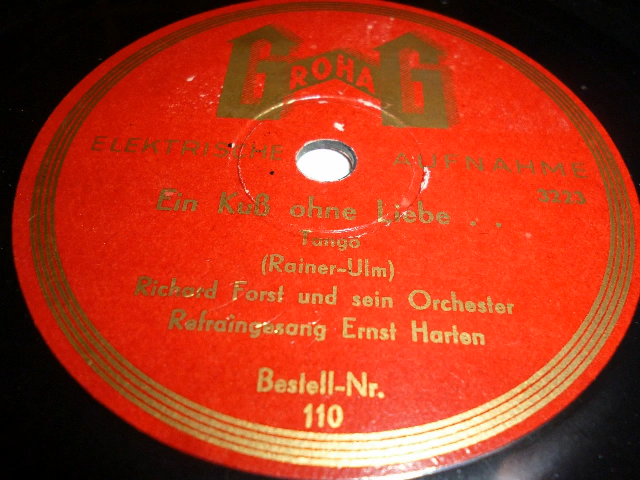 GROHAG
ELEKTRISCHE AUFNAHME
3223
Ein Kuß ohne Liebe . .
Tango
(Rainer-Ulm)
Richard Forst und sein Orchester
Refraingesang Ernst Harten
Bestell-Nr.
110